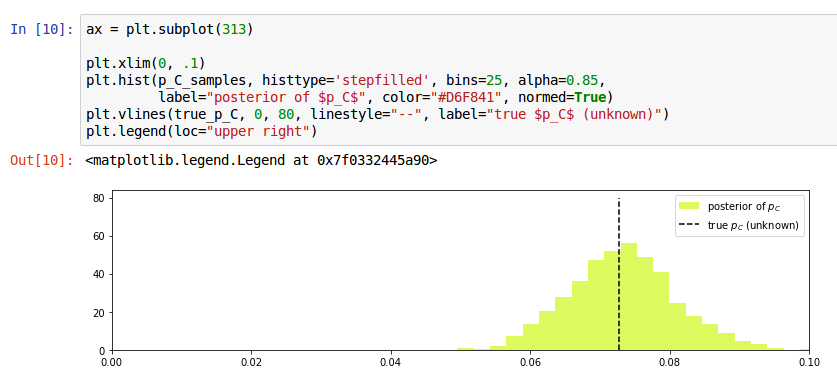 In [10]: ax = plt.subplot(313)
plt.xlim(0, .1)
plt.hist(p_C_samples, histtype='stepfilled', bins=25, alpha=0.85,
label="posterior of $p_C$", color="#D6F841", normed=True)
plt.vlines(true_p_C, 0, 80, linestyle="--", label="true $p_C$ (unknown)")
plt.legend(loc="upper right")
Out[10]: <matplotlib.legend.Legend at 0x7f0332445a90>
80
60
40
20
0
posterior of p_C
true p_C (unknown)
0.00 0.02 0.04 0.06 0.08 0.10